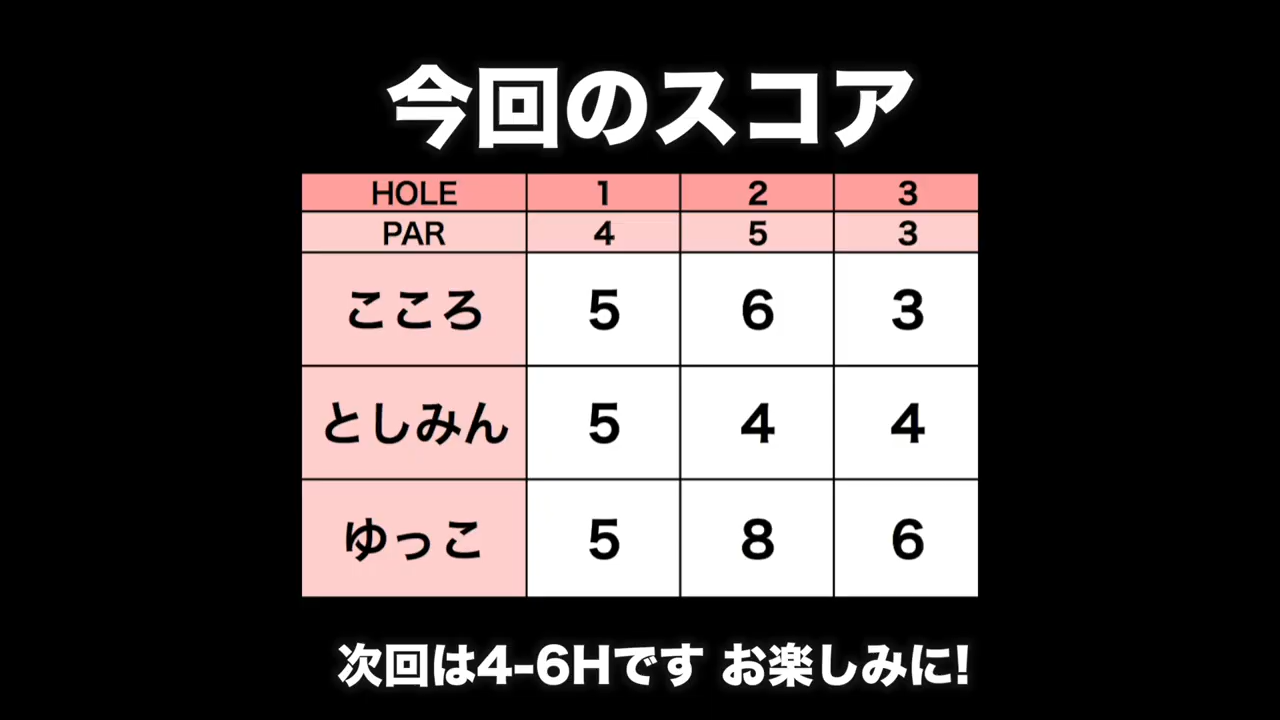 今回のスコア
HOLE 1 2 3
PAR 4 5 3
こころ 5 6 3
としみん 5 4 4
ゆっこ 5 8 6
次回は4-6Hです お楽しみに!